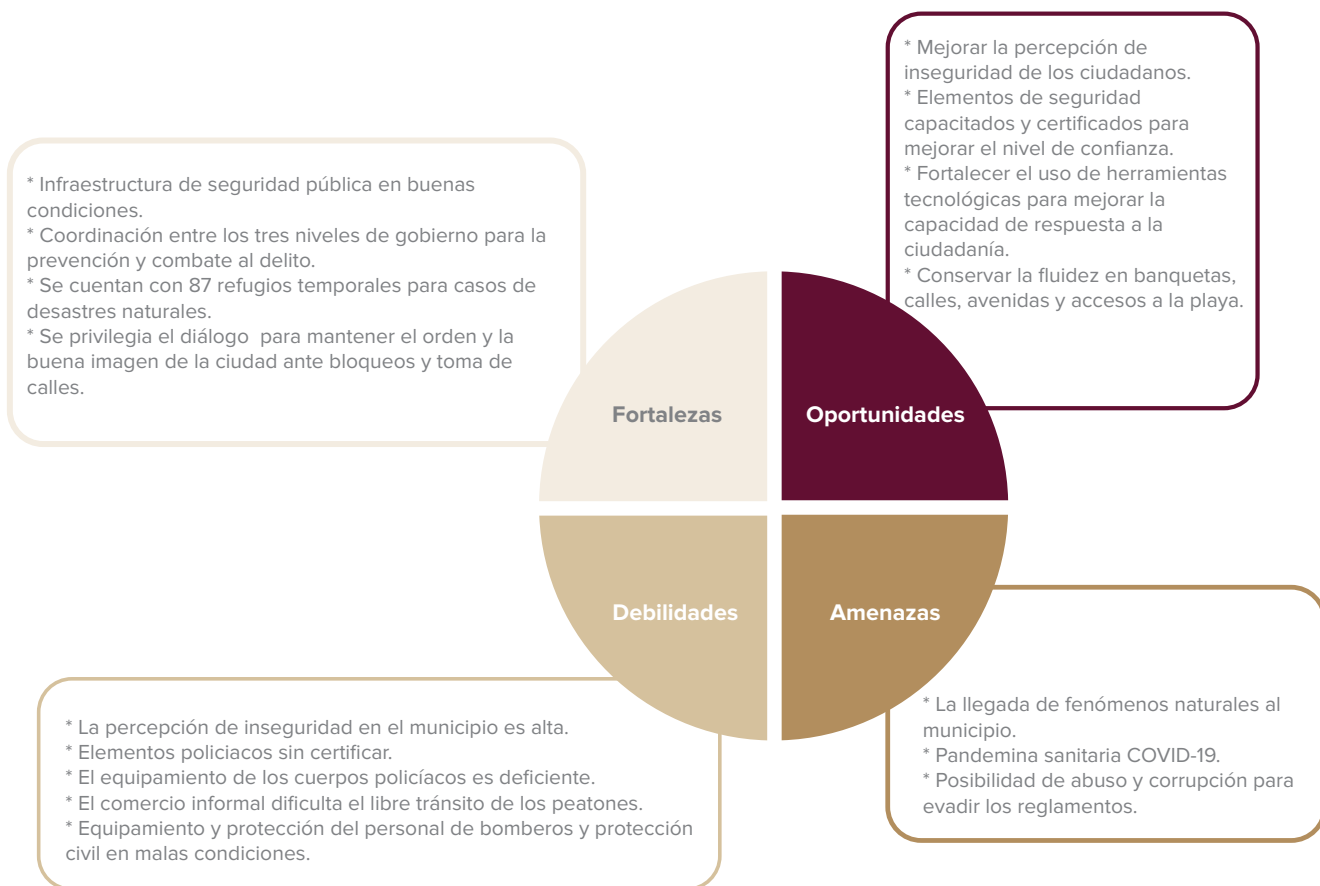 * Infraestructura de seguridad pública en buenas
condiciones.
* Coordinación entre los tres niveles de gobierno para la
prevención y combate al delito.
* Se cuentan con 87 refugios temporales para casos de
desastres naturales.
* Se privilegia el diálogo  para mantener el orden y la
buena imagen de la ciudad ante bloqueos y toma de
calles.
* Mejorar la percepción de
inseguridad de los ciudadanos.
* Elementos de seguridad
capacitados y certificados para
mejorar el nivel de confianza.
* Fortalecer el uso de herramientas
tecnológicas para mejorar la
capacidad de respuesta a la
ciudadanía.
* Conservar la fluidez en banquetas,
calles, avenidas y accesos a la playa.
Fortalezas
Oportunidades
Debilidades
Amenazas
* La percepción de inseguridad en el municipio es alta.
* Elementos policiacos sin certificar.
* El equipamiento de los cuerpos policíacos es deficiente.
* El comercio informal dificulta el libre tránsito de los peatones.
* Equipamiento y protección del personal de bomberos y protección
civil en malas condiciones.
* La llegada de fenómenos naturales al
municipio.
* Pandemina sanitaria COVID-19.
* Posibilidad de abuso y corrupción para
evadir los reglamentos.